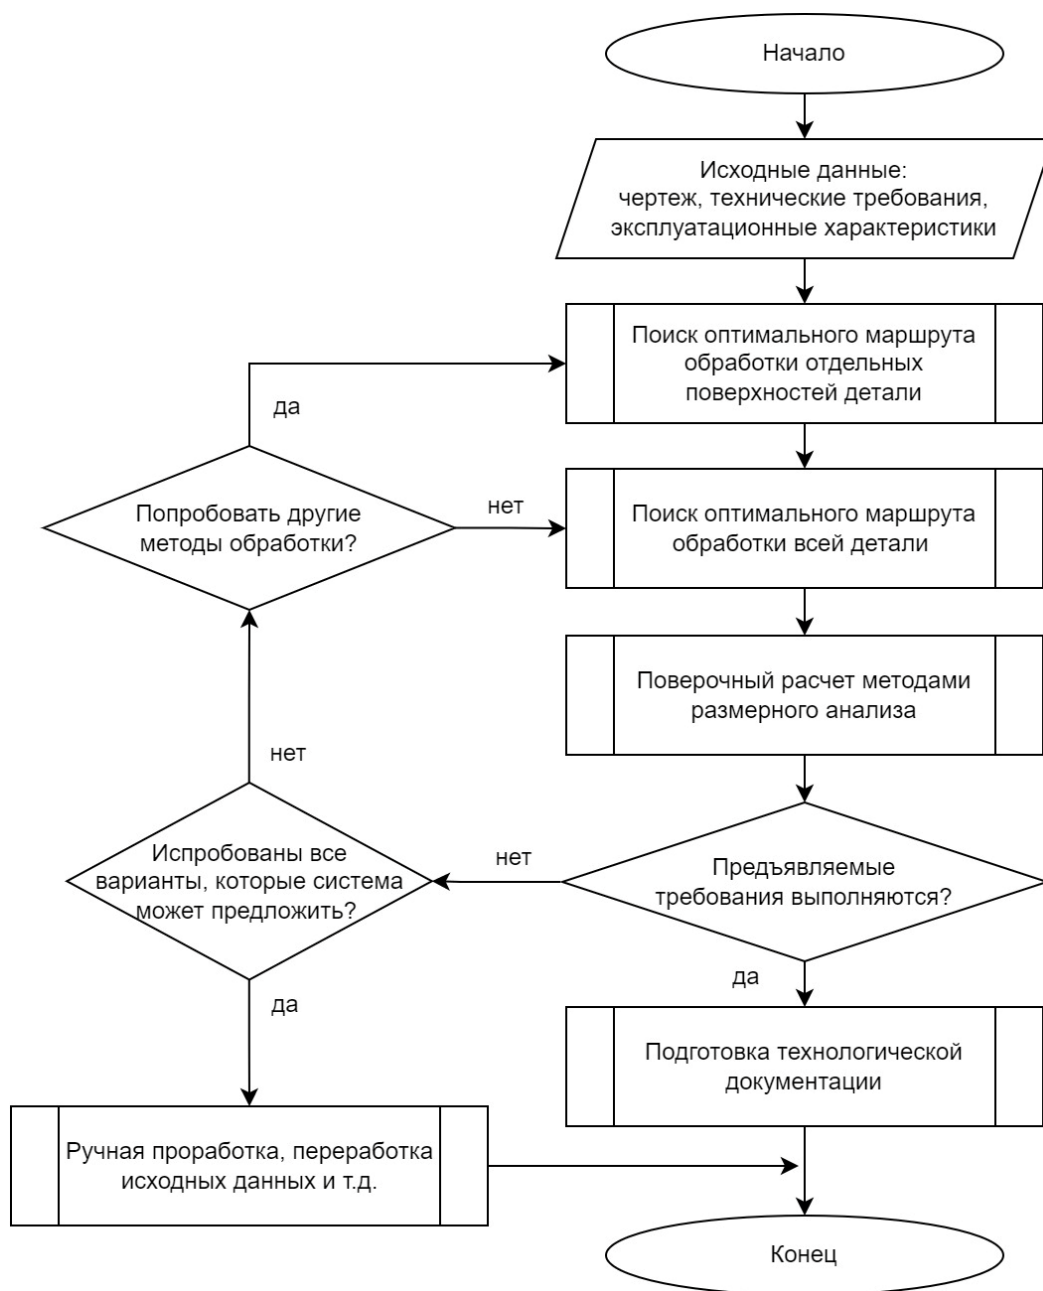 Начало
Исходные данные:
чертеж, технические требования,
эксплуатационные характеристики
Поиск оптимального маршрута
обработки отдельных
поверхностей детали
да
Попробовать другие
методы обработки?
нет
Поиск оптимального маршрута
обработки всей детали
Поверочный расчет методами
размерного анализа
нет
Испробованы все
варианты, которые система
может предложить?
нет
Предъявляемые
требования выполняются?
да
да
Подготовка технологической
документации
Ручная проработка, переработка
исходных данных и т.д.
Конец